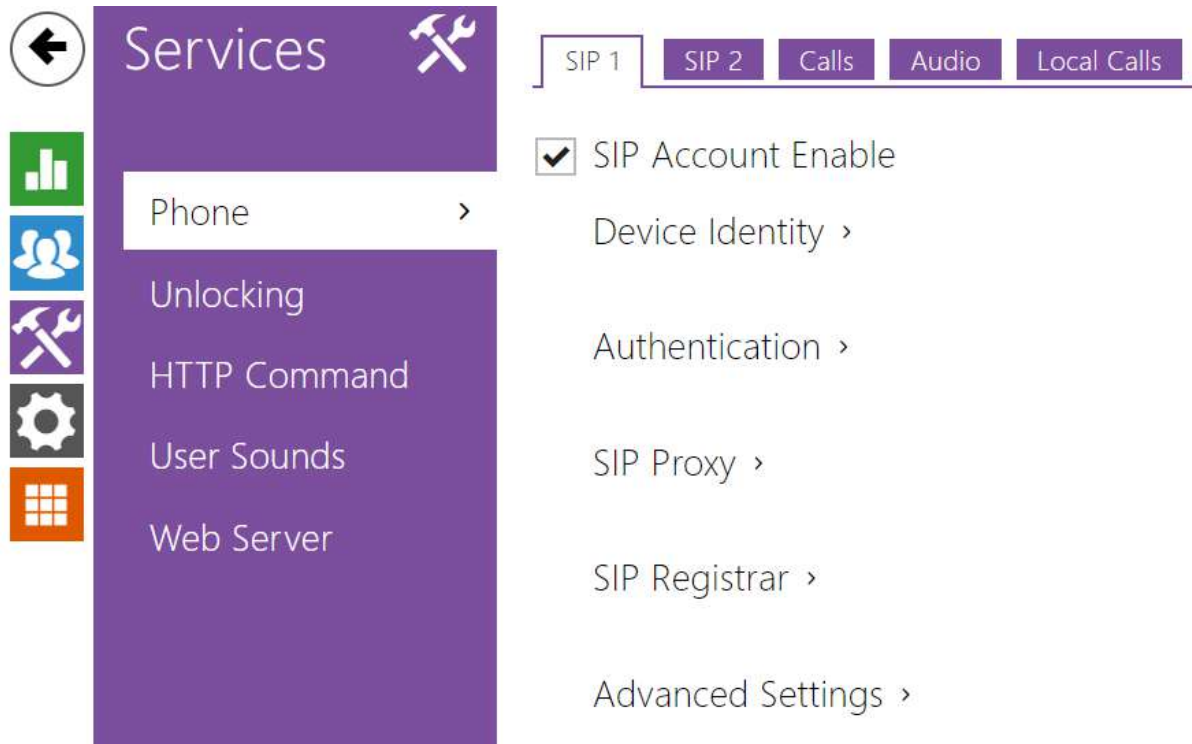 Services
Phone
Unlocking
HTTP Command
User Sounds
Web Server
SIP 1 SIP 2 Calls Audio Local Calls
SIP Account Enable
Device Identity ›
Authentication ›
SIP Proxy ›
SIP Registrar ›
Advanced Settings ›